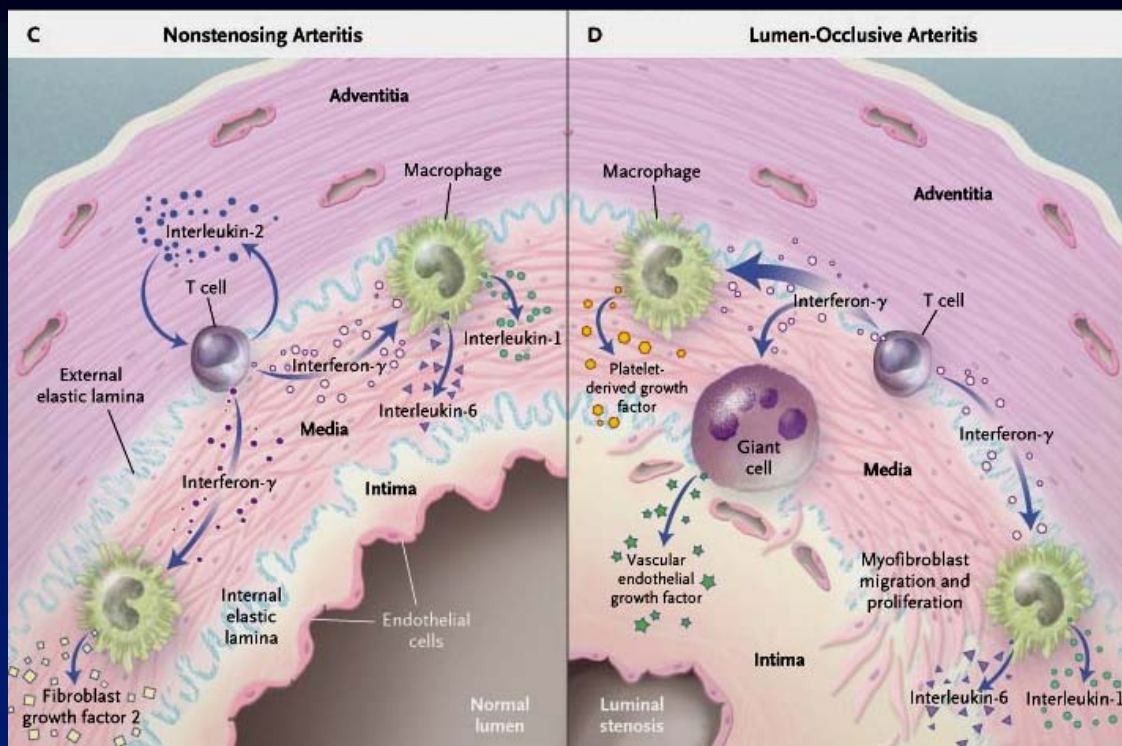 C
Nonstenosing Arteritis
Adventitia
Macrophage
Interleukin-2
T cell
Interleukin-1
Interferon-γ
External
elastic lamina
Interleukin-6
Media
Interferon-γ
Intima
Internal
elastic
lamina
Endothelial
cells
Fibroblast
growth factor 2
Normal
lumen
D
Lumen-Occlusive Arteritis
Macrophage
Adventitia
Interferon-γ
T cell
Platelet-
derived growth
factor
Giant
cell
Interferon-γ
Media
Vascular
endothelial
growth factor
Myofibroblast
migration and
proliferation
Intima
Interleukin-6
Interleukin-1
Luminal
stenosis